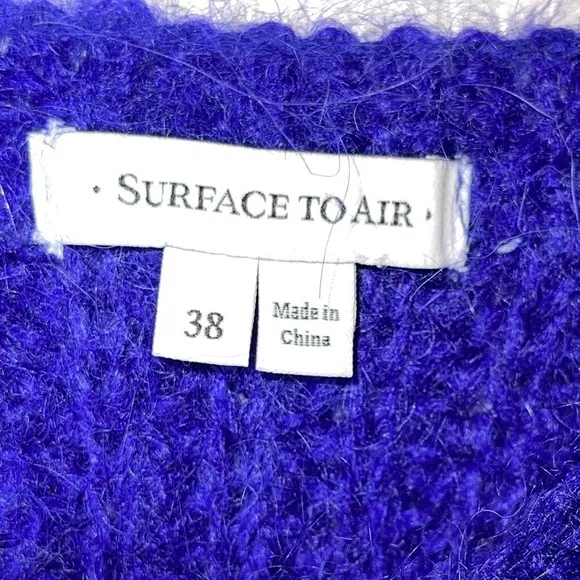 · SURFACE TO AIR ·
38
Made in
China